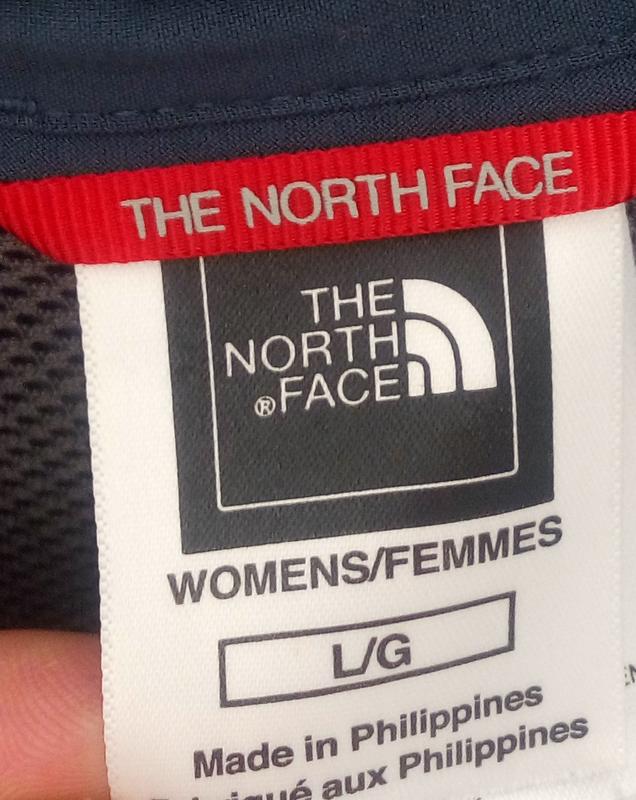 THE NORTH FACE
THE
NORTH
®FACE
WOMENS/FEMMES
L/G
Made in Philippines
aux Philippines